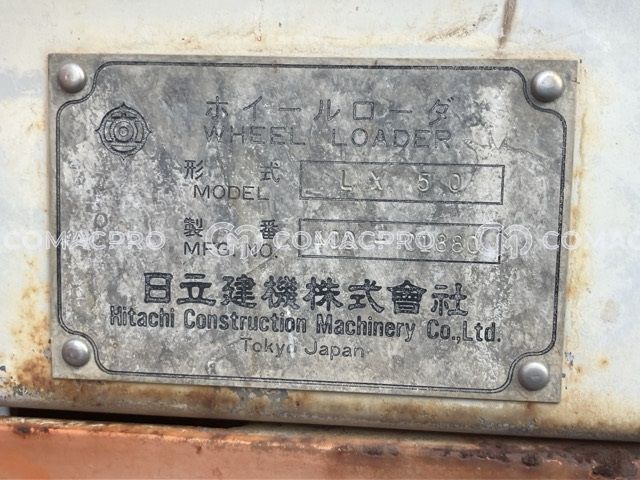 ホイールローダ
WHEEL LOADER
形式
MODEL LX50
製番
MFG. NO.
COMACPRO COMACPRO COMACPRO
日立建機株式會社
Hitachi Construction Machinery Co.,Ltd.
Tokyo Japan